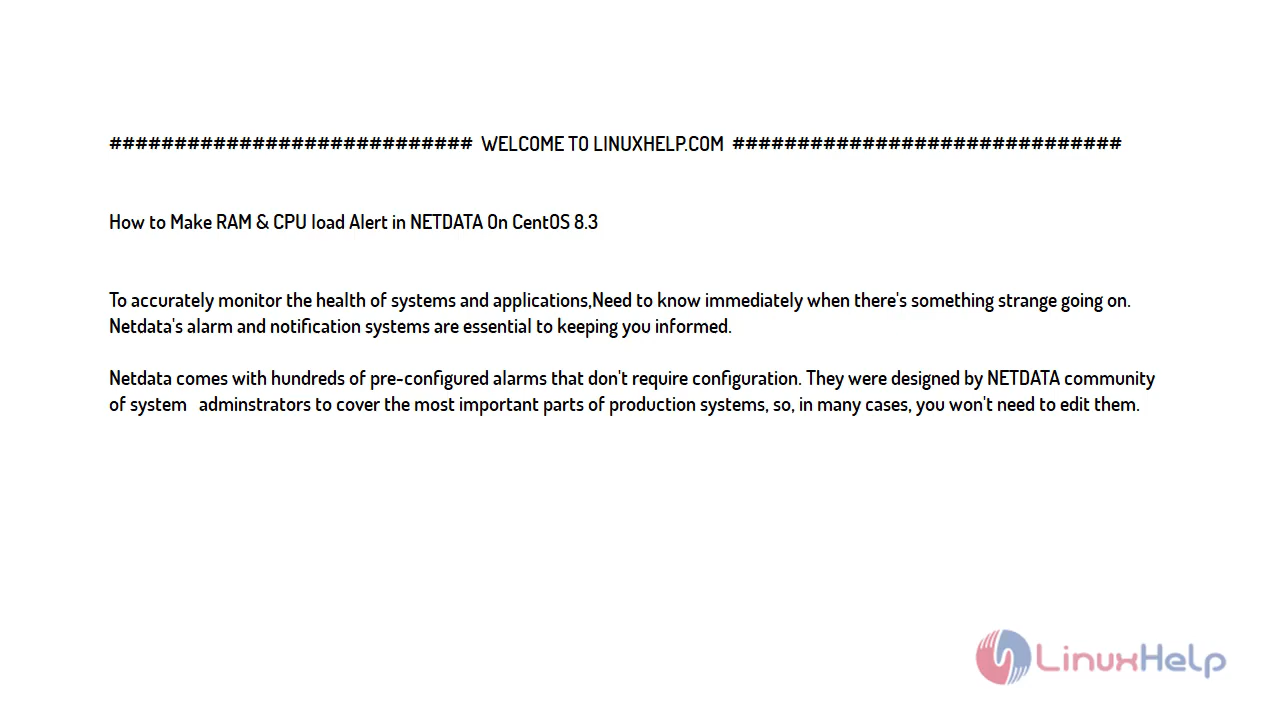 ############################ WELCOME TO LINUXHELP.COM ##############################
How to Make RAM & CPU load Alert in NETDATA On CentOS 8.3
To accurately monitor the health of systems and applications,Need to know immediately when there's something strange going on.
Netdata's alarm and notification systems are essential to keeping you informed.
Netdata comes with hundreds of pre-configured alarms that don't require configuration. They were designed by NETDATA community
of system   adminstrators to cover the most important parts of production systems, so, in many cases, you won't need to edit them.
LinuxHelp